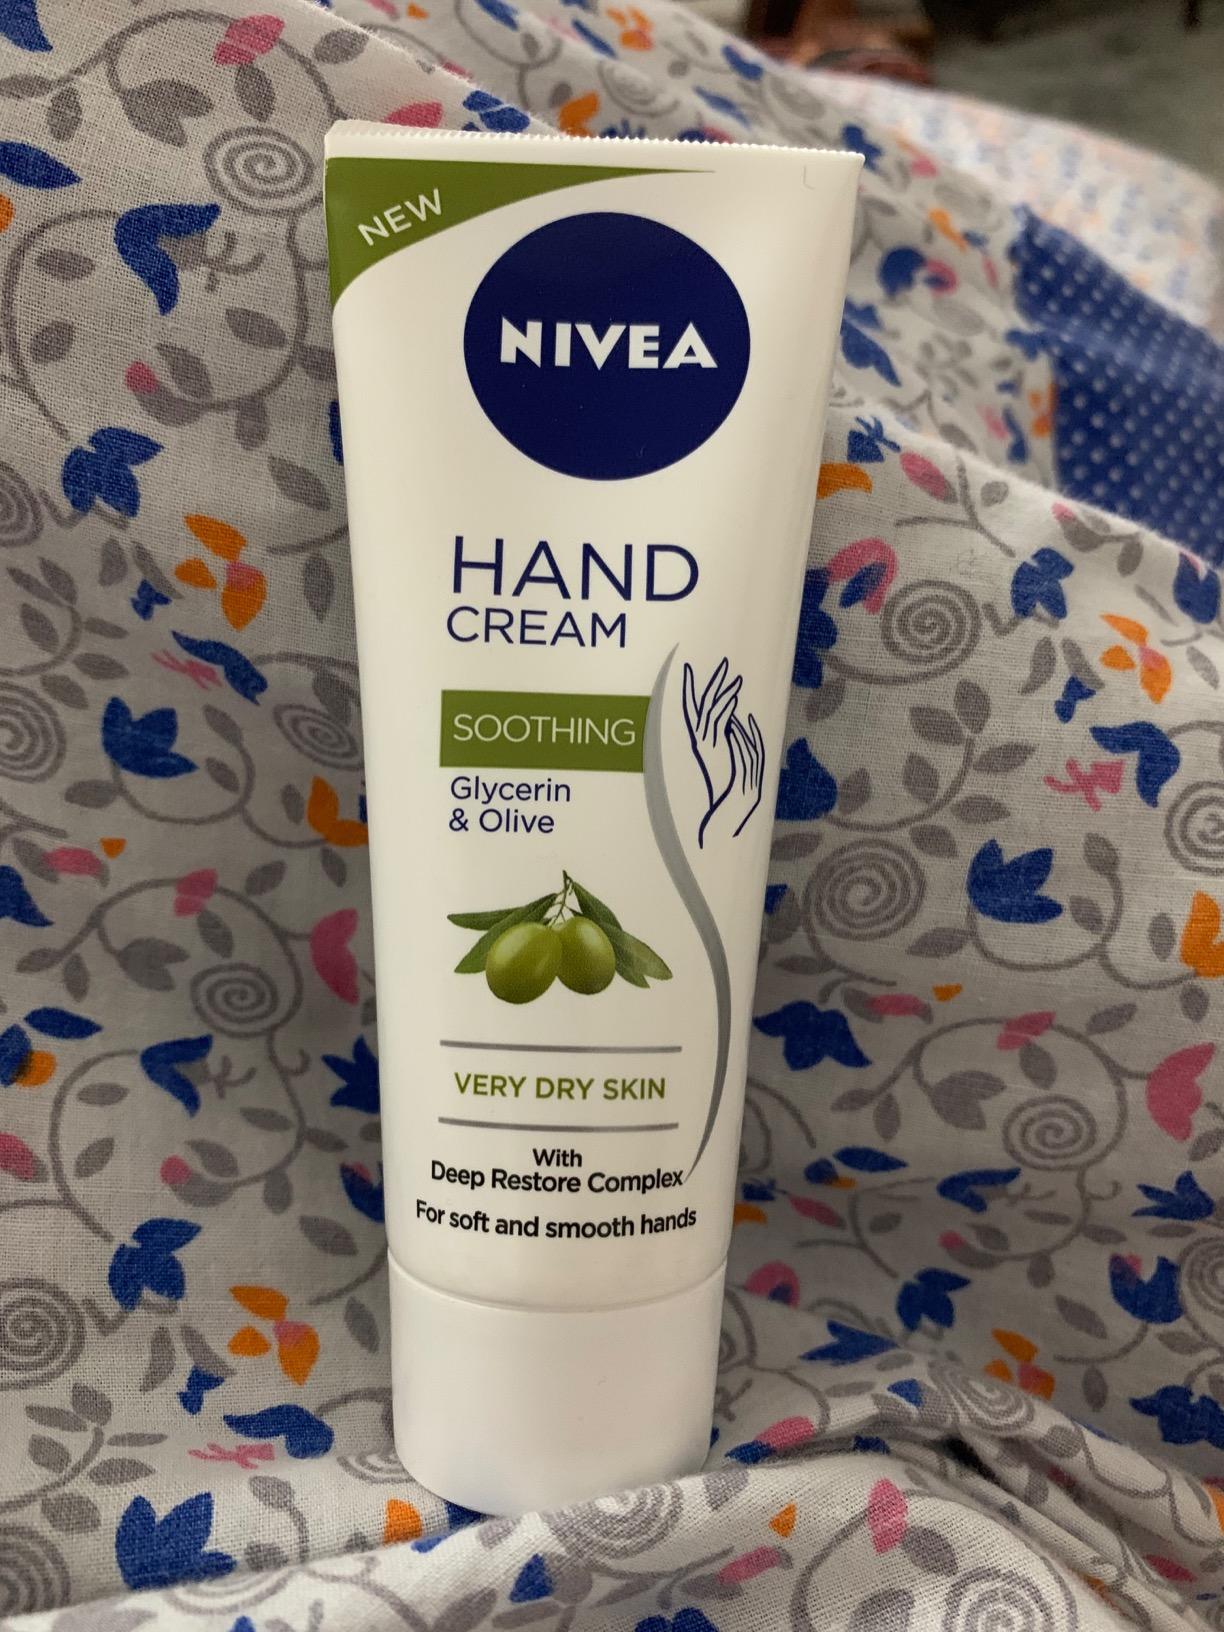 NEW
NIVEA
HAND
CREAM
SOOTHING
Glycerin
& Olive
VERY DRY SKIN
With
Deep Restore Complex
For soft and smooth hands